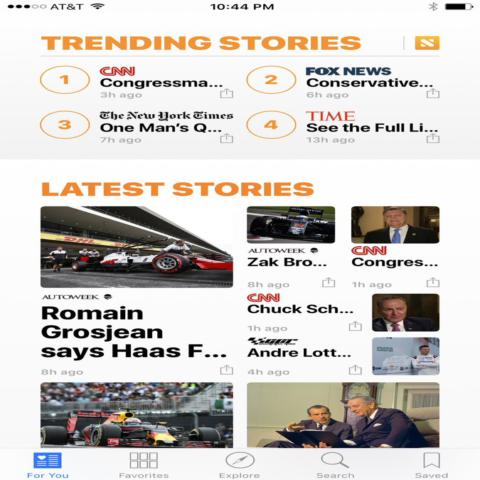 AT&T 10:44 PM
TRENDING STORIES
1 CNN
Congressma...
3h ago
2 FOX NEWS
Conservative...
6h ago
3 The New York Times
One Man's Q...
7h ago
4 TIME
See the Full Li...
13h ago
LATEST STORIES
AUTOWEEK
Romain
Grosjean
says Haas F...
8h ago
AUTOWEEK
Zak Bro...
8h ago
CNN
Congres...
1h ago
CNN
Chuck Sch...
1h ago
Andre Lott...
4h ago
For You
Favorites
Explore
Search
Saved